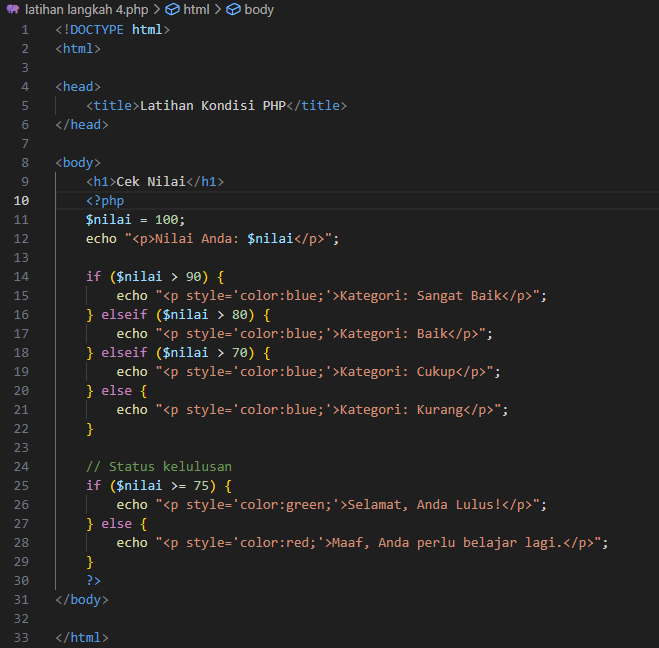 latihan langkah 4.php > html > body
1 <!DOCTYPE html>
2 <html>
3
4 <head>
5     <title>Latihan Kondisi PHP</title>
6 </head>
7
8 <body>
9     <h1>Cek Nilai</h1>
10     <?php
11     $nilai = 100;
12     echo "<p>Nilai Anda: $nilai</p>";
13
14     if ($nilai > 90) {
15         echo "<p style='color:blue;'>Kategori: Sangat Baik</p>";
16     } elseif ($nilai > 80) {
17         echo "<p style='color:blue;'>Kategori: Baik</p>";
18     } elseif ($nilai > 70) {
19         echo "<p style='color:blue;'>Kategori: Cukup</p>";
20     } else {
21         echo "<p style='color:blue;'>Kategori: Kurang</p>";
22     }
23
24     // Status kelulusan
25     if ($nilai >= 75) {
26         echo "<p style='color:green;'>Selamat, Anda Lulus!</p>";
27     } else {
28         echo "<p style='color:red;'>Maaf, Anda perlu belajar lagi.</p>";
29     }
30     ?>
31 </body>
32
33 </html>